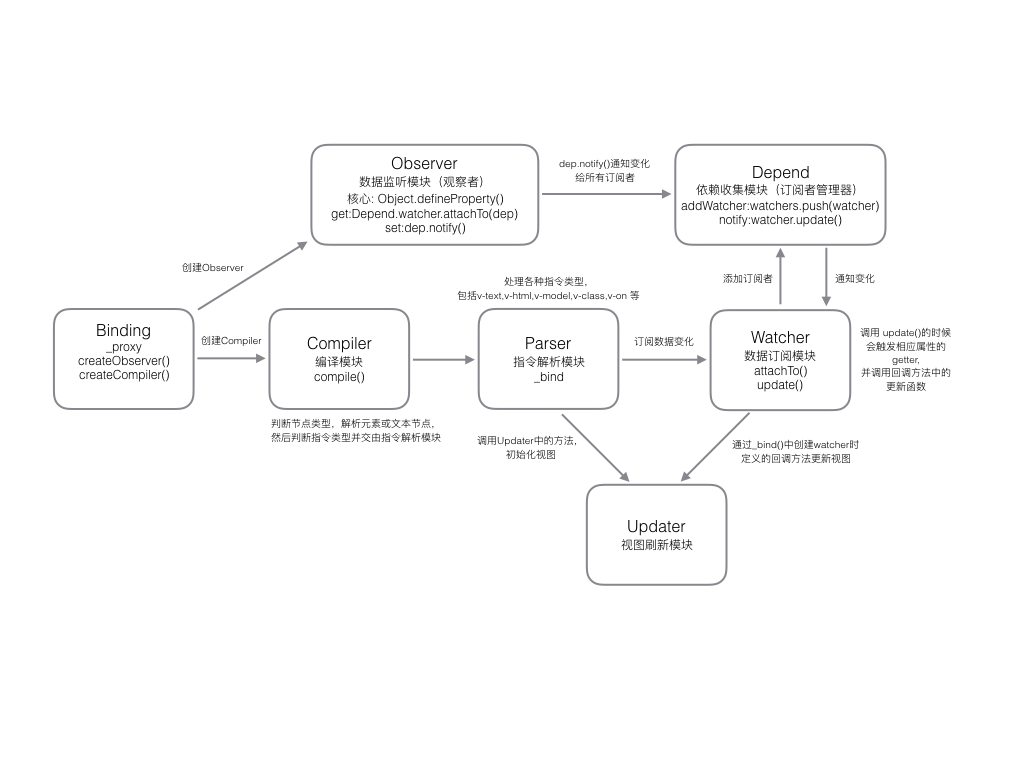 Observer
数据监听模块（观察者）
核心: Object.defineProperty()
get:Depend.watcher.attachTo(dep)
set:dep.notify()
dep.notify()通知变化
给所有订阅者
Depend
依赖收集模块（订阅者管理器）
addWatcher:watchers.push(watcher)
notify:watcher.update()
创建Observer
处理各种指令类型，
包括v-text,v-html,v-model,v-class,v-on 等
添加订阅者
通知变化
Binding
_proxy
createObserver()
createCompiler()
创建Compiler
Compiler
编译模块
compile()
Parser
指令解析模块
_bind
订阅数据变化
Watcher
数据订阅模块
attachTo()
update()
调用 update()的时候
会触发相应属性的
getter,
并调用回调方法中的
更新函数
判断节点类型，解析元素或文本节点，
然后判断指令类型并交由指令解析模块
调用Updater中的方法，
初始化视图
通过_bind()中创建watcher时
定义的回调方法更新视图
Updater
视图刷新模块